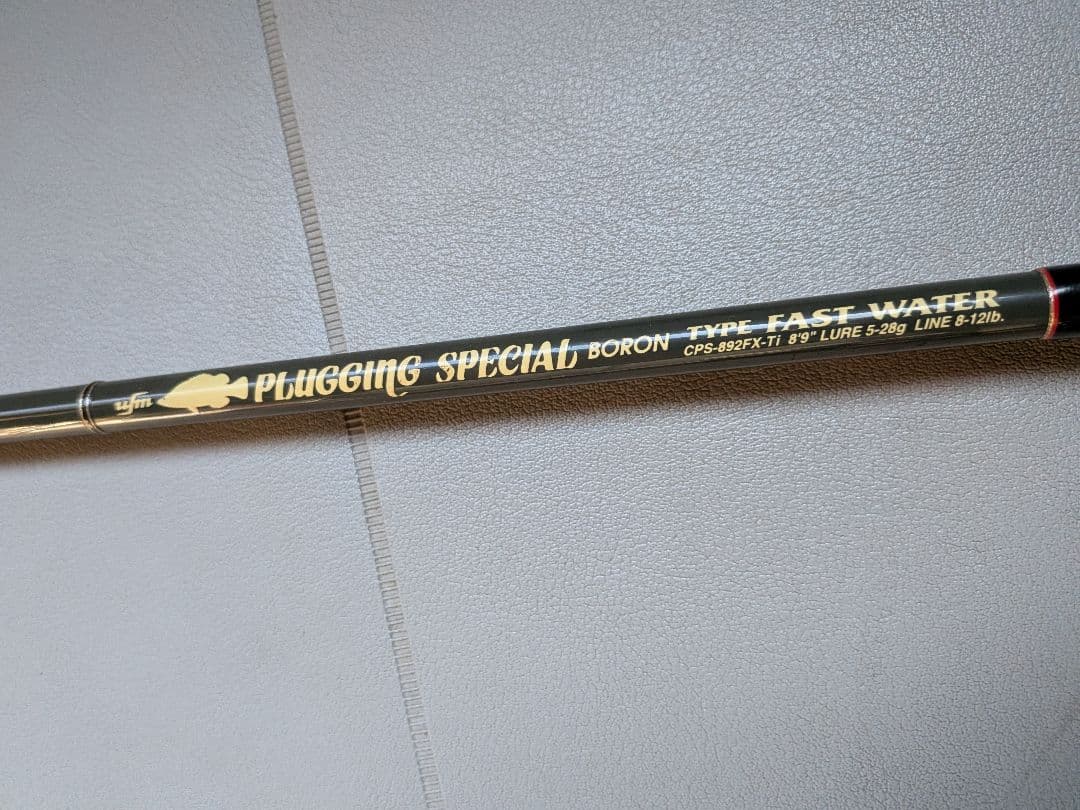 ufm PLUGGING SPECIAL BORON TYPE FAST WATER
CPS-892FX-Ti 8'9" LURE 5-28g LINE 8-12lb.